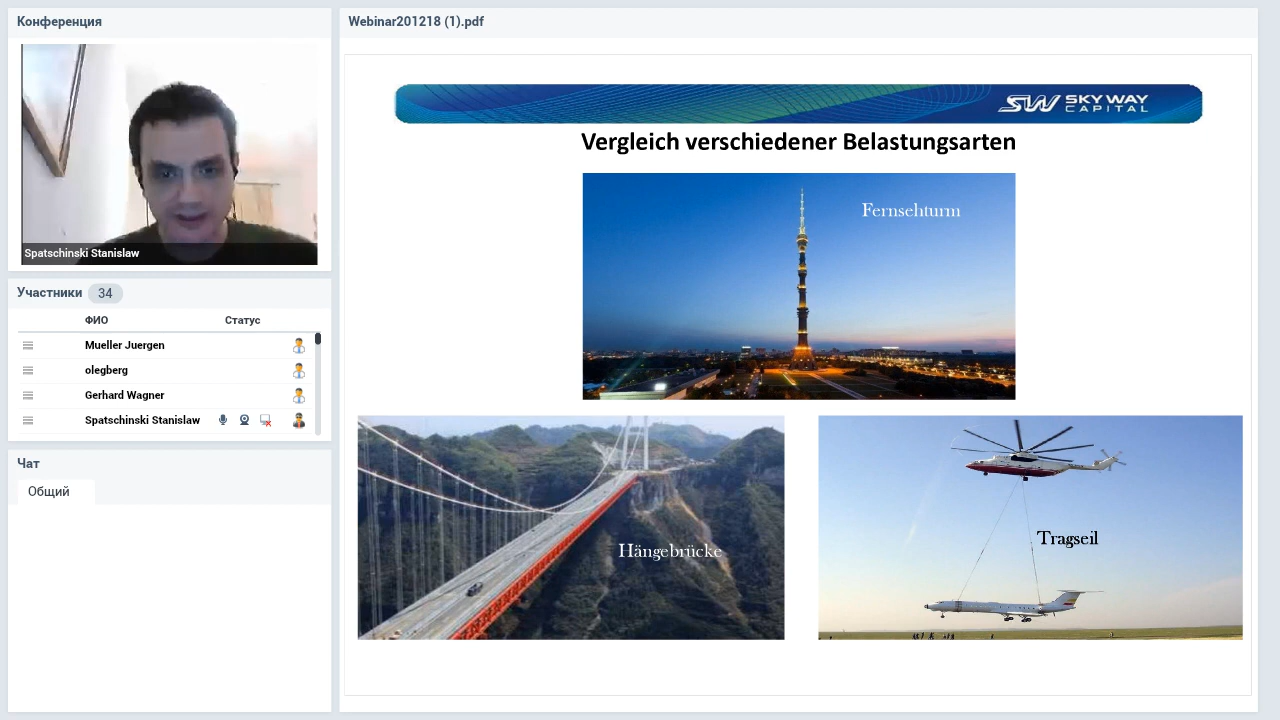 Конференция
Spatschinski Stanislaw
Участники 34
ФИО Статус
Mueller Juergen
olegberg
Gerhard Wagner
Spatschinski Stanislaw
Чат
Общий
Webinar201218 (1).pdf
SW SKY WAY
CAPITAL
Vergleich verschiedener Belastungsarten
Fernsehturm
Hängebrücke
Tragseil